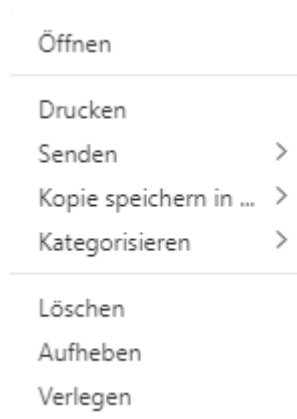 Öffnen
Drucken
Senden
Kopie speichern in ...
Kategorisieren
Löschen
Aufheben
Verlegen